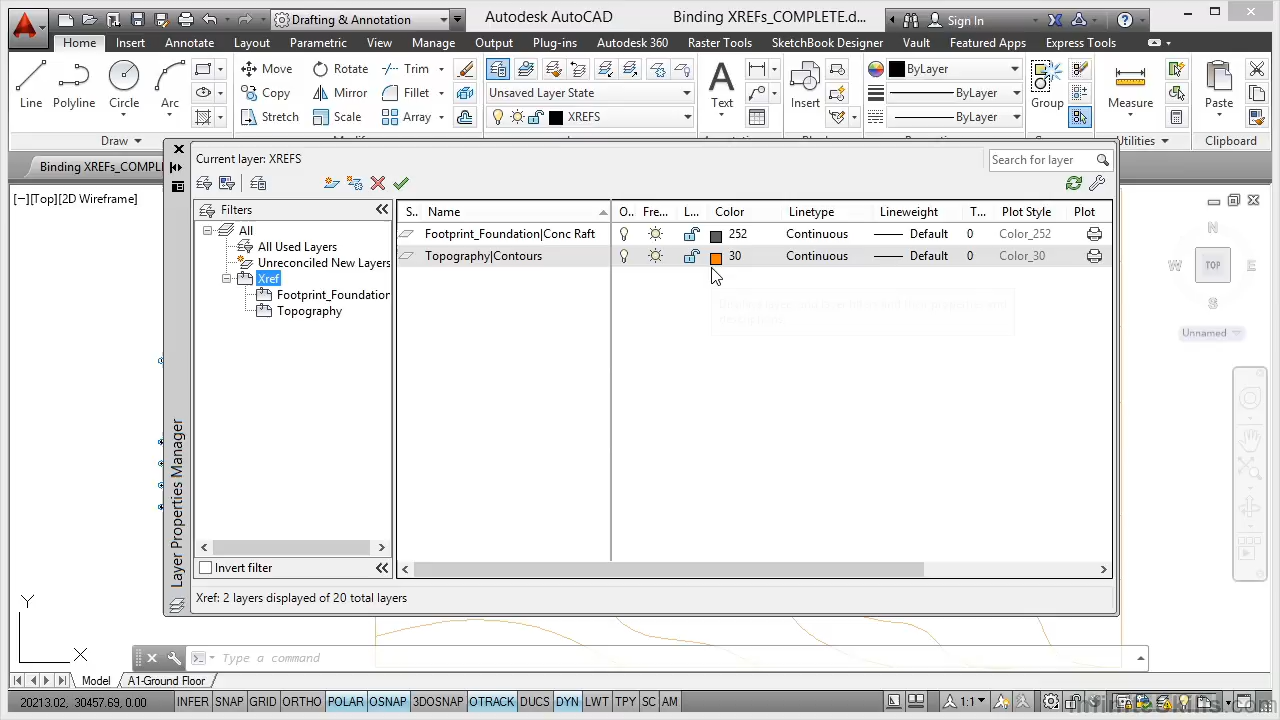 Drafting & Annotation
Autodesk AutoCAD
Binding XREFs_COMPLETE.d...
Sign In
Home
Insert
Annotate
Layout
Parametric
View
Manage
Output
Plug-ins
Autodesk 360
Raster Tools
SketchBook Designer
Vault
Featured Apps
Express Tools
Move
Rotate
Trim
ByLayer
Copy
Mirror
Fillet
Unsaved Layer State
ByLayer
Line
Polyline
Circle
Arc
Text
Insert
Group
Measure
Paste
Stretch
Scale
Array
XREFS
ByLayer
Draw
Utilities
Clipboard
Binding XREFs_COMPL
Current layer: XREFS
Search for layer
[−][Top][2D Wireframe]
Filters
S..
Name
O..
Fre...
L...
Color
Linetype
Lineweight
T...
Plot Style
Plot
All
Footprint_Foundation|Conc Raft
252
Continuous
Default
0
Color_252
All Used Layers
Topography|Contours
30
Continuous
Default
0
Color_30
Unreconciled New Layers
Xref
Footprint_Foundation
Topography
N
W
TOP
E
S
Unnamed
Layer Properties Manager
Invert filter
Xref: 2 layers displayed of 20 total layers
Y
X
Type a command
Model
A1-Ground Floor
20213.02, 30457.69, 0.00
INFER
SNAP
GRID
ORTHO
POLAR
OSNAP
3DOSNAP
OTRACK
DUCS
DYN
LWT
TPY
SC
AM
1:1
InfiniteSkills.com